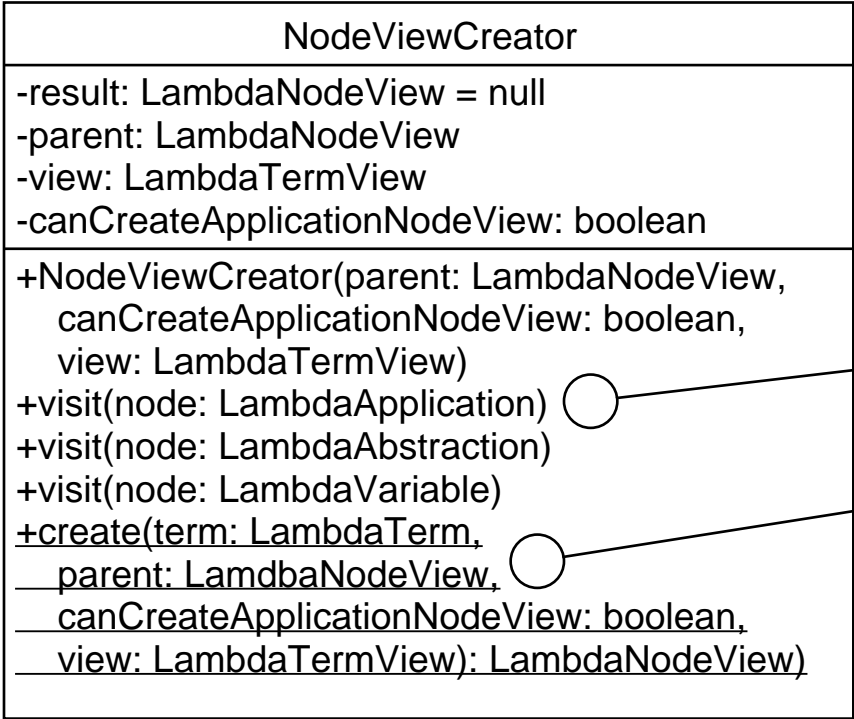 NodeViewCreator
-result: LambdaNodeView = null
-parent: LambdaNodeView
-view: LambdaTermView
-canCreateApplicationNodeView: boolean
+NodeViewCreator(parent: LambdaNodeView,
canCreateApplicationNodeView: boolean,
view: LambdaTermView)
+visit(node: LambdaApplication)
+visit(node: LambdaAbstraction)
+visit(node: LambdaVariable)
+create(term: LambdaTerm,
parent: LamdbaNodeView,
canCreateApplicationNodeView: boolean,
view: LambdaTermView): LambdaNodeView)